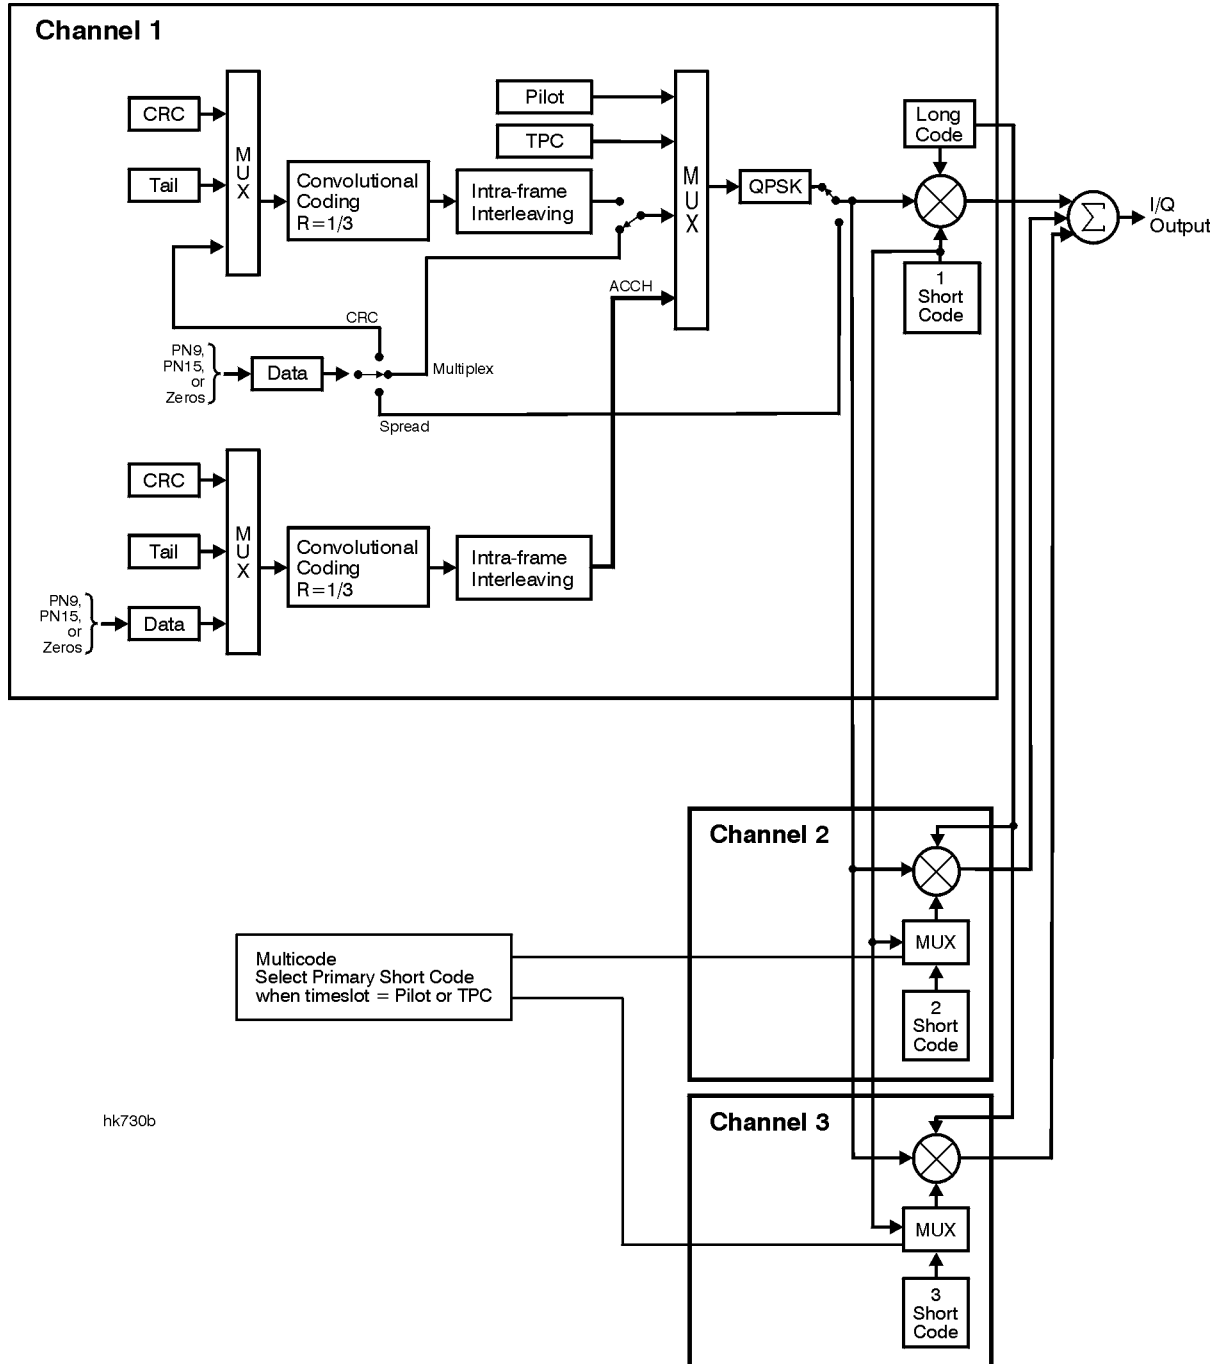 Channel 1
CRC
Tail
M
U
X
Convolutional
Coding
R=1/3
Intra-frame
Interleaving
Pilot
TPC
M
U
X
QPSK
Long
Code
1
Short
Code
Σ
I/Q
Output
ACCH
CRC
PN9,
PN15,
or
Zeros
Data
Multiplex
Spread
CRC
Tail
PN9,
PN15,
or
Zeros
Data
M
U
X
Convolutional
Coding
R=1/3
Intra-frame
Interleaving
Channel 2
MUX
2
Short
Code
Multicode
Select Primary Short Code
when timeslot = Pilot or TPC
hk730b
Channel 3
MUX
3
Short
Code